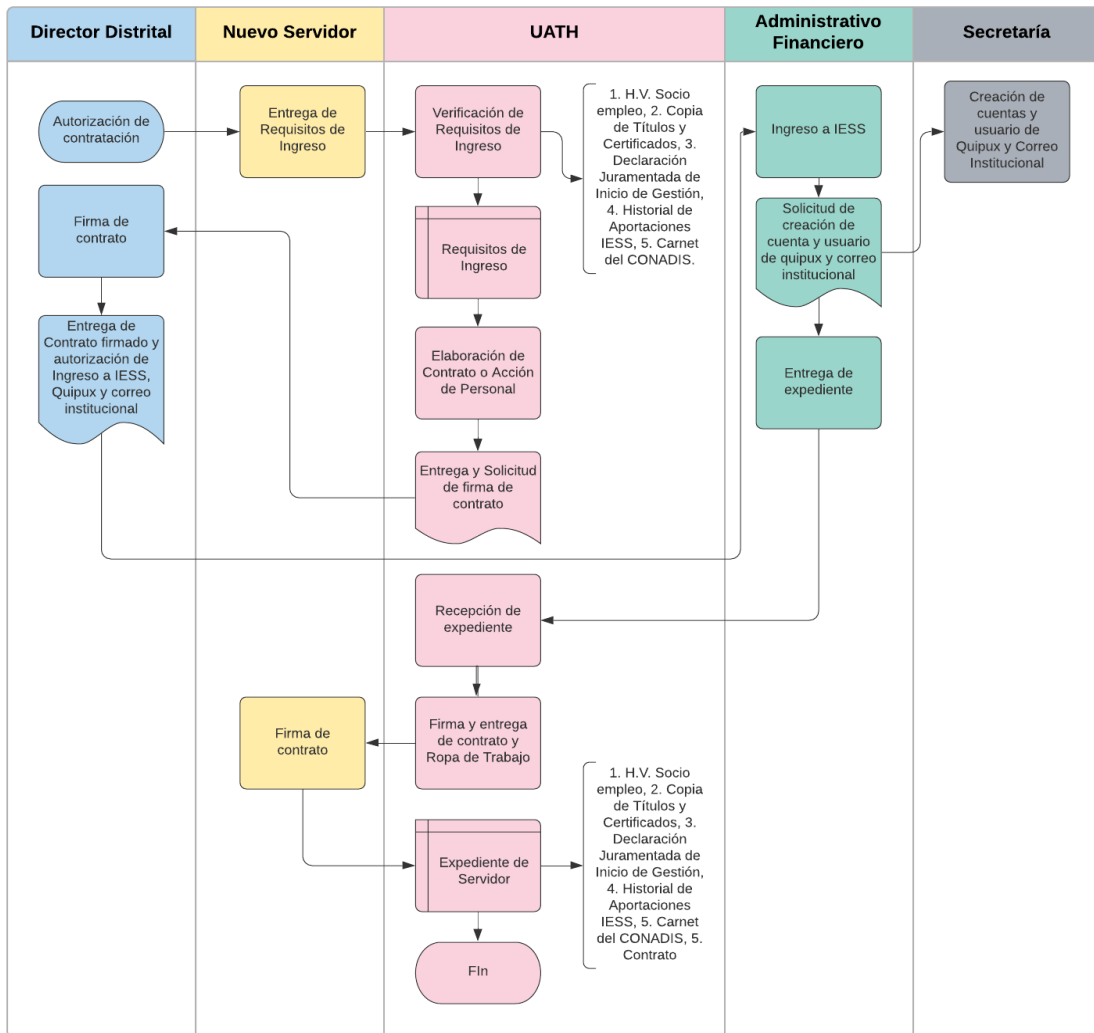 Director Distrital
Nuevo Servidor
UATH
Administrativo
Financiero
Secretaría
Autorización de
contratación
Entrega de
Requisitos de
Ingreso
Verificación de
Requisitos de
Ingreso
1. H.V. Socio
empleo, 2. Copia
de Títulos y
Certificados, 3.
Declaración
Juramentada de
Inicio de Gestión,
4. Historial de
Aportaciones
IESS, 5. Carnet
del CONADIS.
Ingreso a IESS
Creación de
cuentas y
usuario de
Quipux y Correo
Institucional
Firma de
contrato
Requisitos de
Ingreso
Solicitud de
creación de
cuenta y usuario
de quipux y correo
institucional
Entrega de
Contrato firmado y
autorización de
Ingreso a IESS,
Quipux y correo
institucional
Elaboración de
Contrato o Acción
de Personal
Entrega de
expediente
Entrega y Solicitud
de firma de
contrato
Recepción de
expediente
Firma de
contrato
Firma y entrega
de contrato y
Ropa de Trabajo
Expediente de
Servidor
1. H.V. Socio
empleo, 2. Copia
de Títulos y
Certificados, 3.
Declaración
Juramentada de
Inicio de Gestión,
4. Historial de
Aportaciones
IESS, 5. Carnet
del CONADIS, 5.
Contrato
FIn